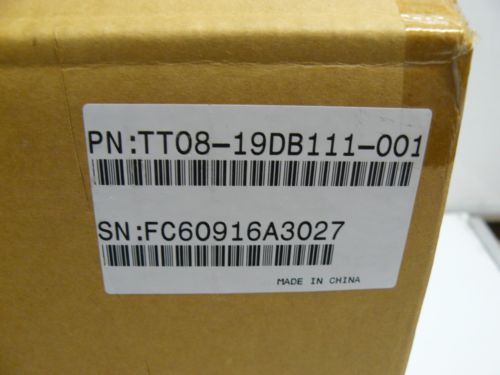 PN:TT08-19DB111-001
SN:FC60916A3027
MADE IN CHINA